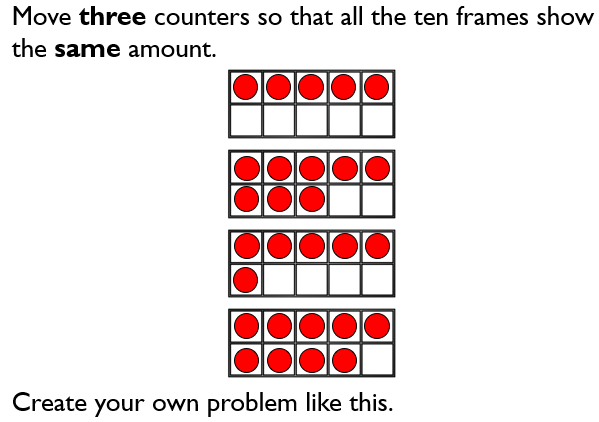 Move three counters so that all the ten frames show
the same amount.
Create your own problem like this.